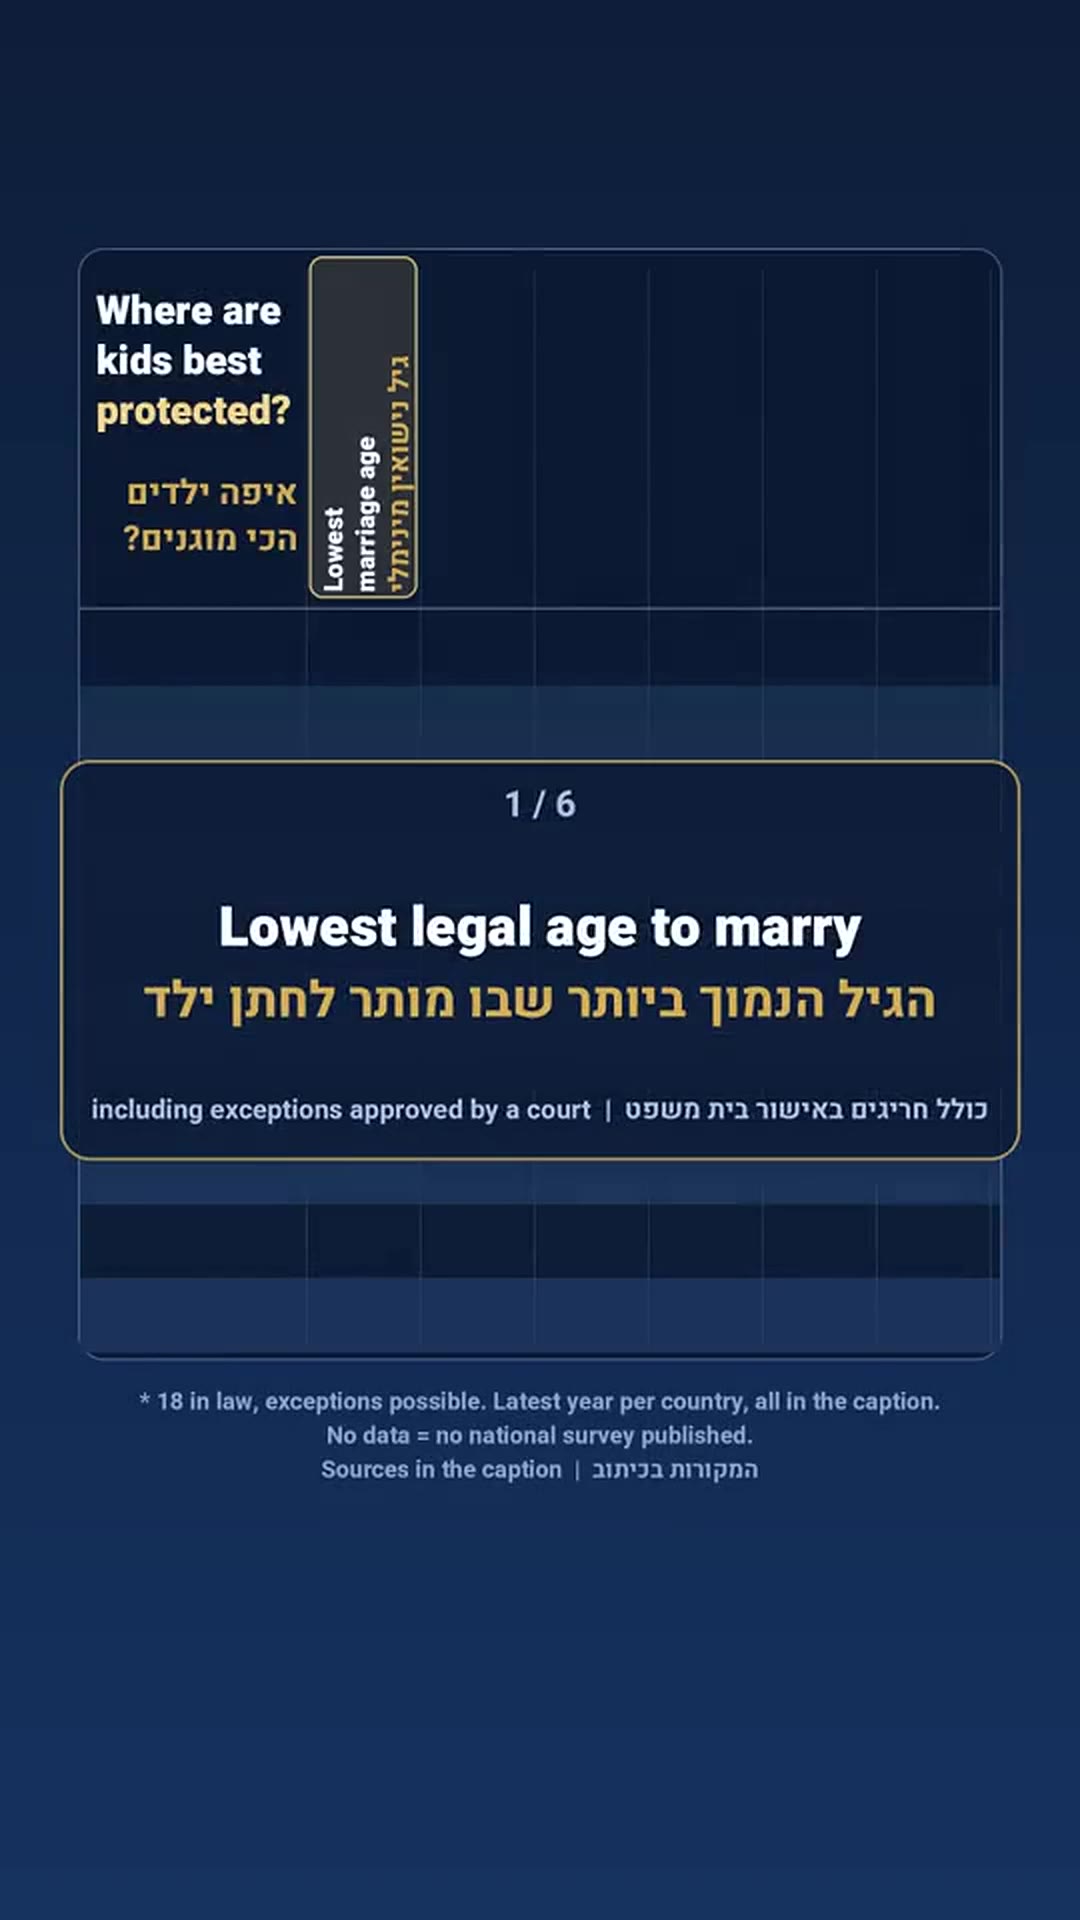 Where are
kids best
protected?
איפה ילדים
הכי מוגנים?
Lowest
marriage age
גיל נישואין מינימלי
1 / 6
Lowest legal age to marry
הגיל הנמוך ביותר שבו מותר לחתן ילד
including exceptions approved by a court | כולל חריגים באישור בית משפט
* 18 in law, exceptions possible. Latest year per country, all in the caption.
No data = no national survey published.
Sources in the caption | המקורות בכיתוב